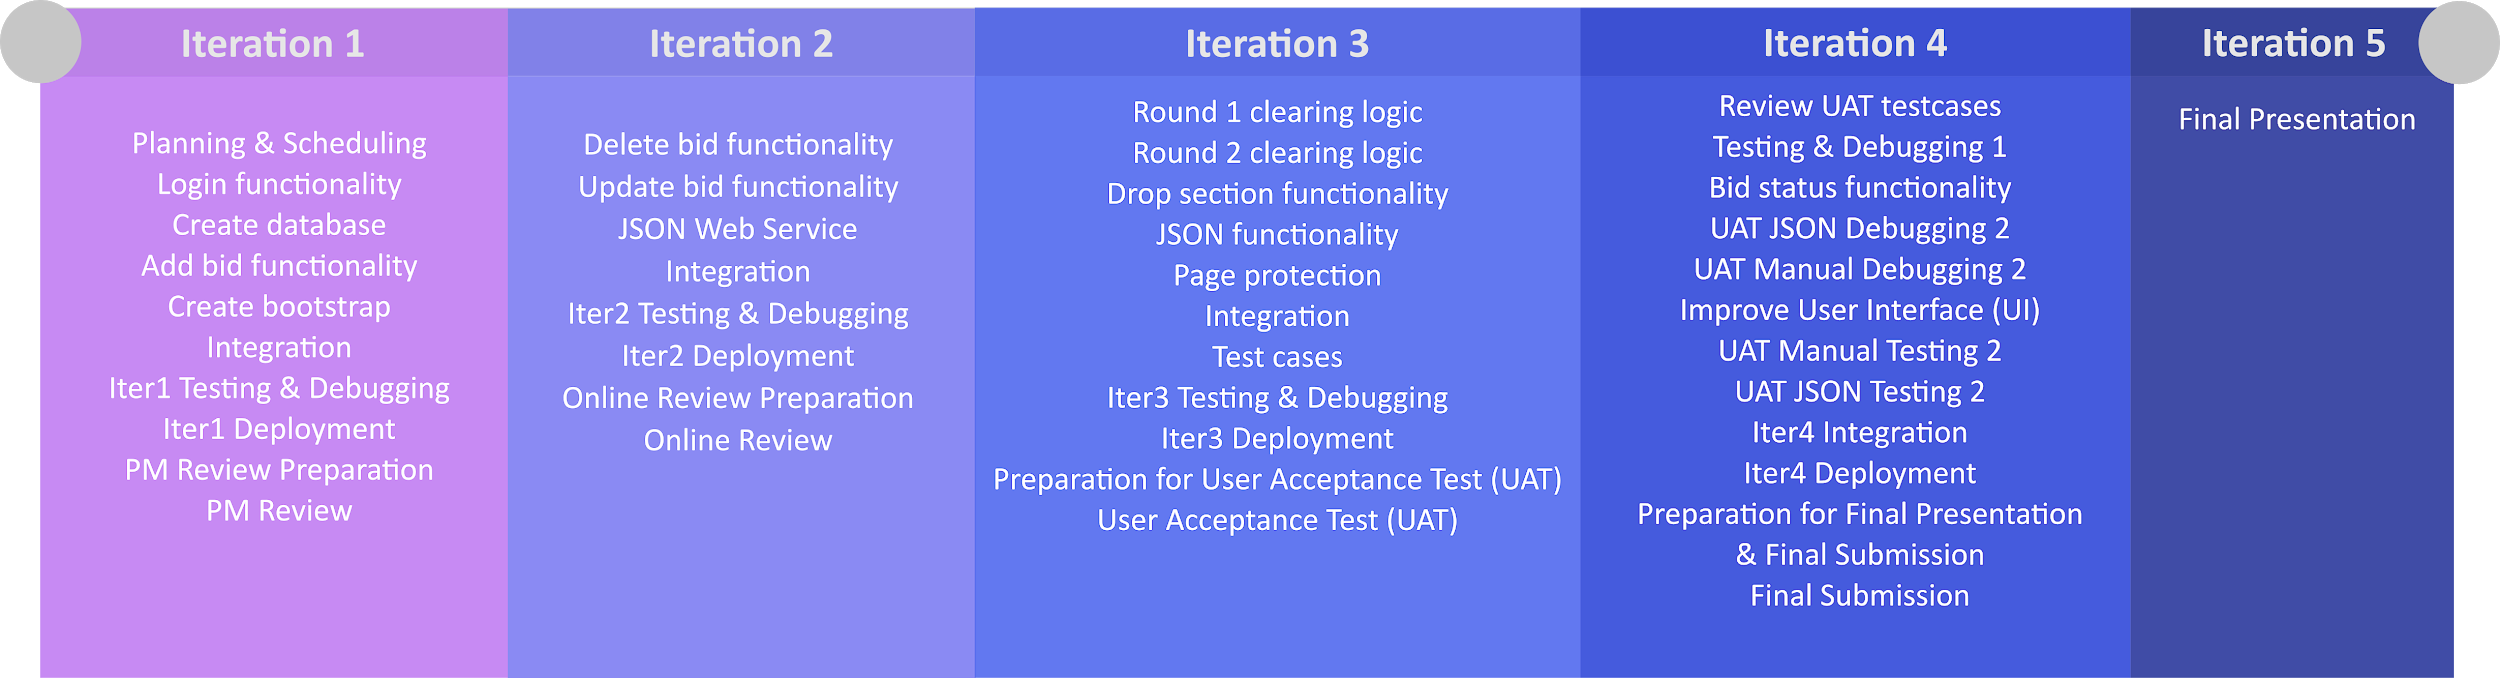 Iteration 1
Planning & Scheduling
Login functionality
Create database
Add bid functionality
Create bootstrap
Integration
Iter1 Testing & Debugging
Iter1 Deployment
PM Review Preparation
PM Review
Iteration 2
Delete bid functionality
Update bid functionality
JSON Web Service
Integration
Iter2 Testing & Debugging
Iter2 Deployment
Online Review Preparation
Online Review
Iteration 3
Round 1 clearing logic
Round 2 clearing logic
Drop section functionality
JSON functionality
Page protection
Integration
Test cases
Iter3 Testing & Debugging
Iter3 Deployment
Preparation for User Acceptance Test (UAT)
User Acceptance Test (UAT)
Iteration 4
Review UAT testcases
Testing & Debugging 1
Bid status functionality
UAT JSON Debugging 2
UAT Manual Debugging 2
Improve User Interface (UI)
UAT Manual Testing 2
UAT JSON Testing 2
Iter4 Integration
Iter4 Deployment
Preparation for Final Presentation
& Final Submission
Final Submission
Iteration 5
Final Presentation